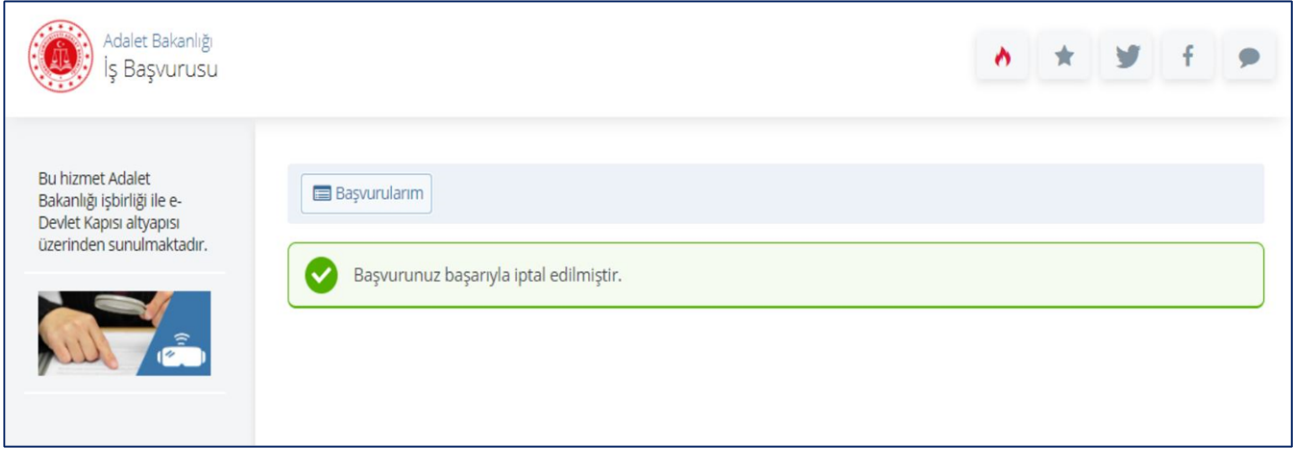 Adalet Bakanlığı
İş Başvurusu
Bu hizmet Adalet
Bakanlığı işbirliği ile e-
Devlet Kapısı altyapısı
üzerinden sunulmaktadır.
Başvurularım
Başvurunuz başarıyla iptal edilmiştir.